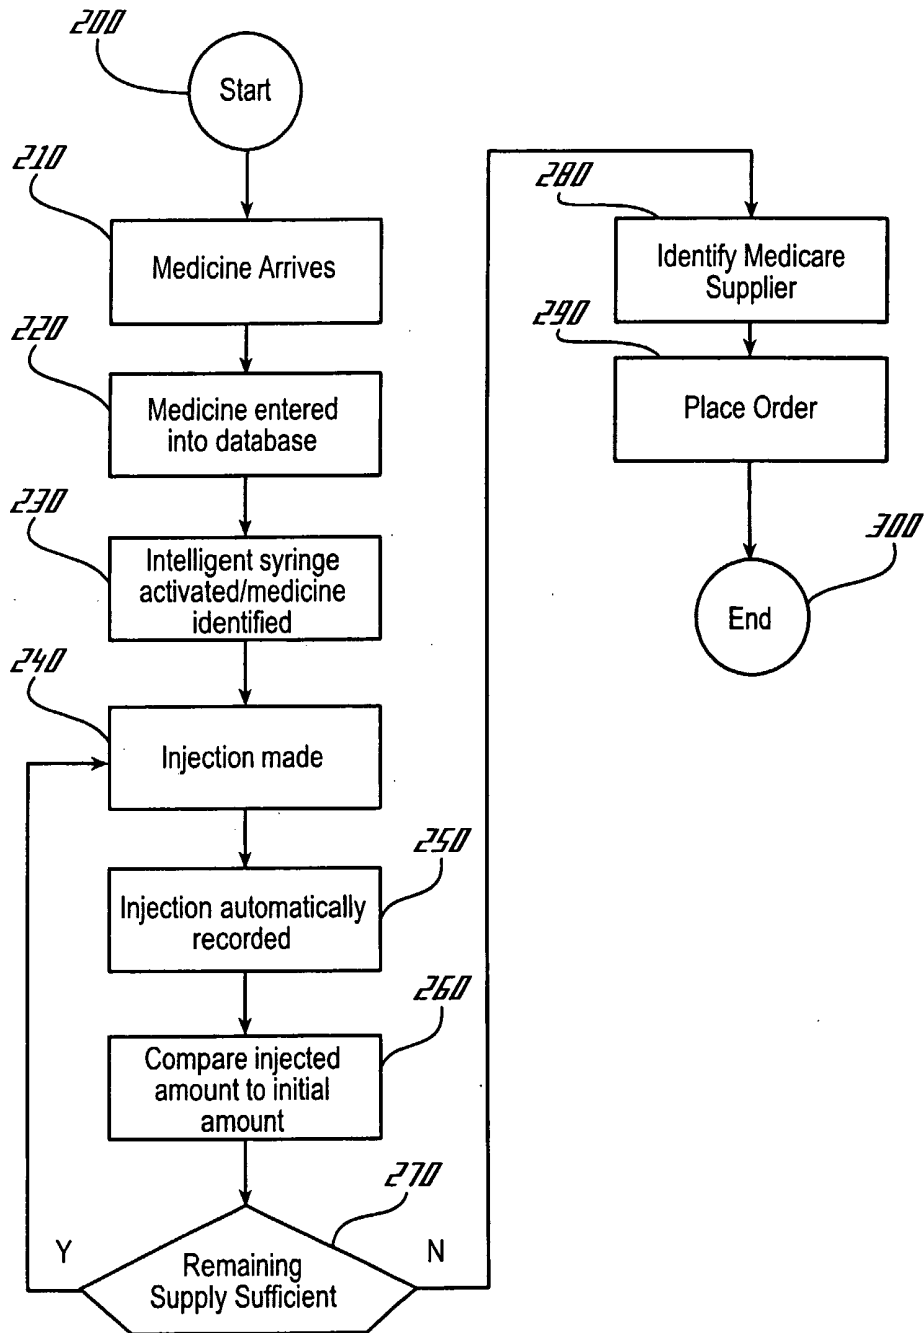 200
Start
210
Medicine Arrives
220
Medicine entered
into database
230
Intelligent syringe
activated/medicine
identified
240
Injection made
250
Injection automatically
recorded
260
Compare injected
amount to initial
amount
270
Y
N
Remaining
Supply Sufficient
280
Identify Medicare
Supplier
290
Place Order
300
End